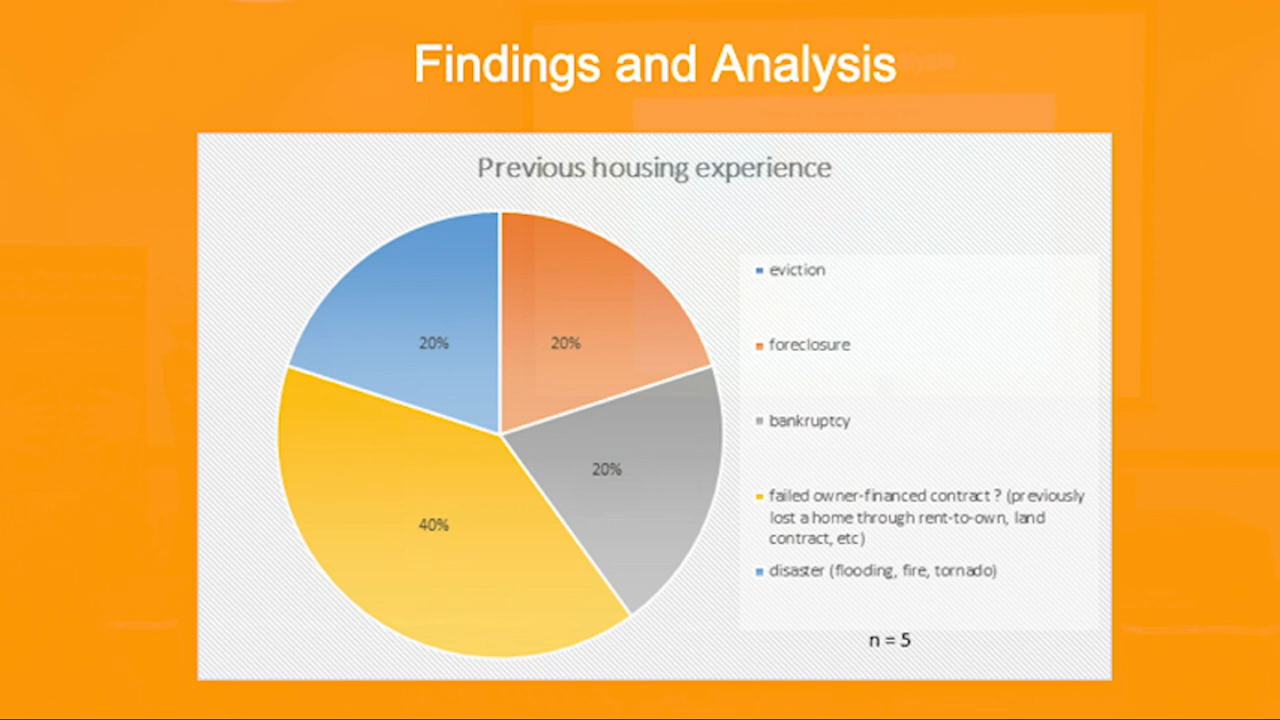 Findings and Analysis
Previous housing experience
20%
20%
20%
40%
eviction
foreclosure
bankruptcy
failed owner-financed contract ? (previously
lost a home through rent-to-own, land
contract, etc)
disaster (flooding, fire, tornado)
n = 5